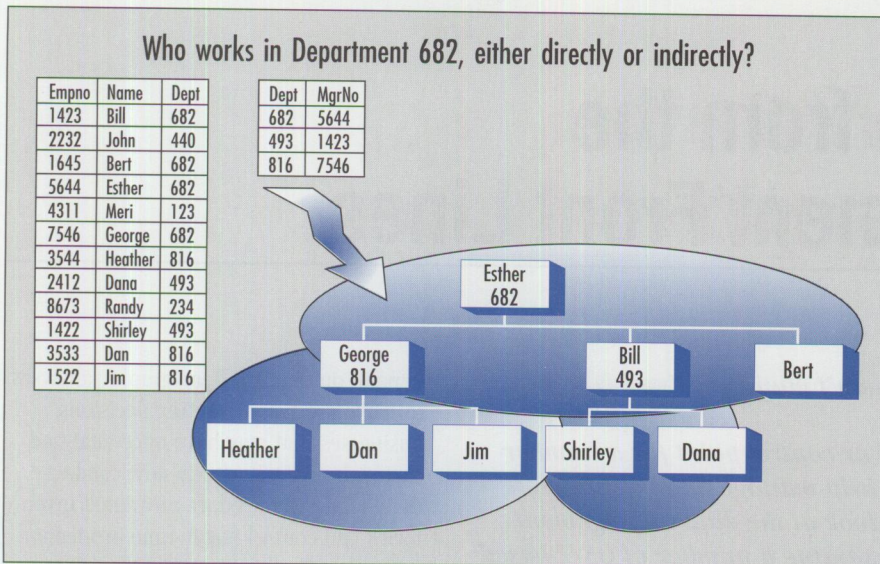 from the
Who works in Department 682, either directly or indirectly?
Empno Name Dept
1423 Bill 682
2232 John 440
1645 Bert 682
5644 Esther 682
4311 Meri 123
7546 George 682
3544 Heather 816
2412 Dana 493
8673 Randy 234
1422 Shirley 493
3533 Dan 816
1522 Jim 816
Dept MgrNo
682 5644
493 1423
816 7546
Esther
682
George
816
Bill
493
Bert
Heather
Dan
Jim
Shirley
Dana